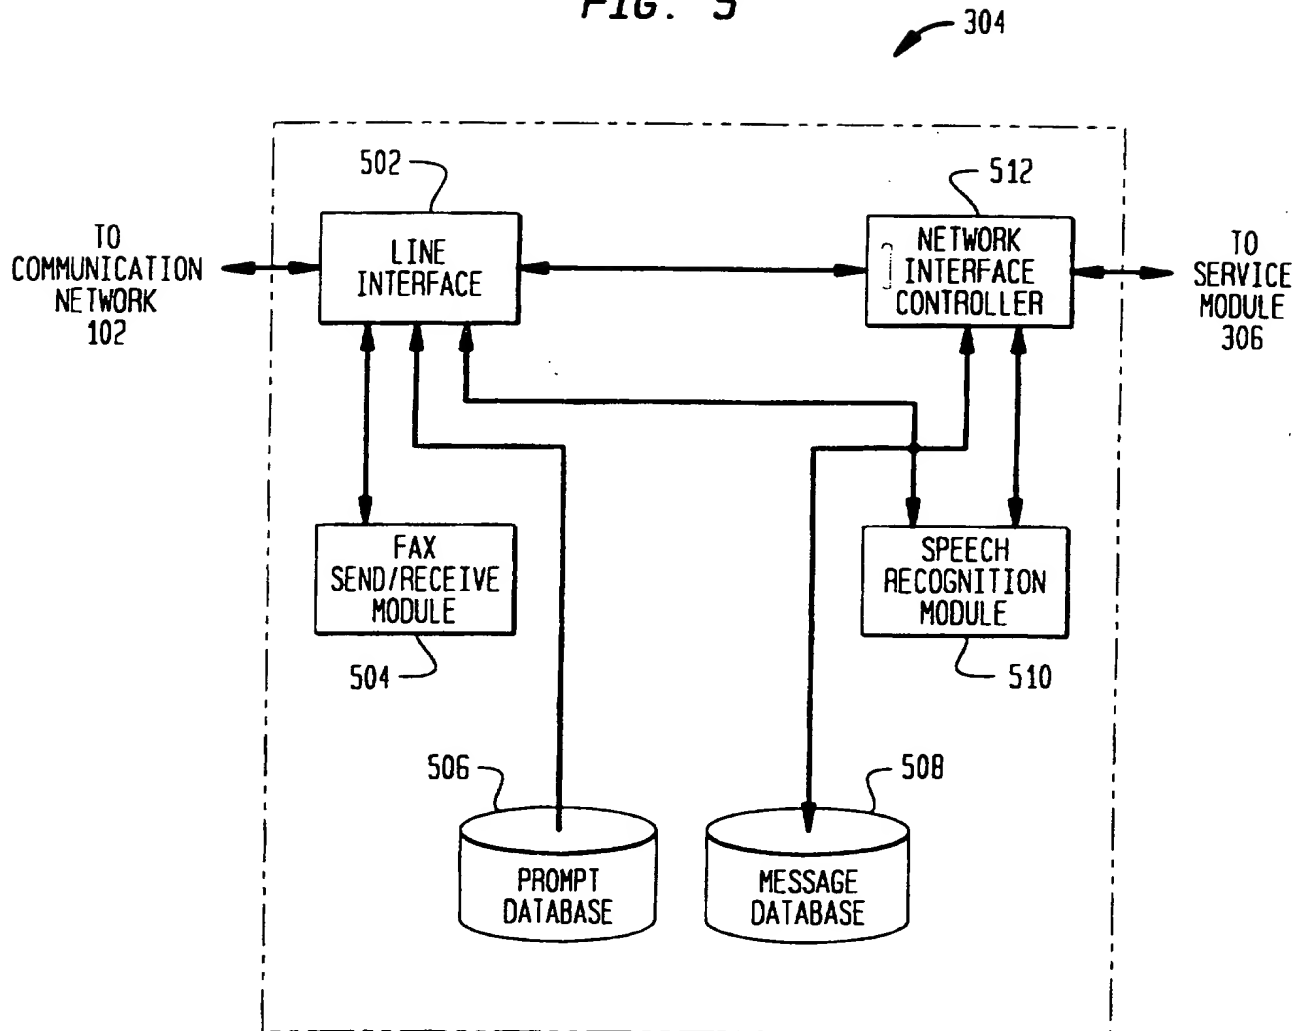 FIG. 5
304
502
512
TO
COMMUNICATION
NETWORK
102
LINE
INTERFACE
NETWORK
INTERFACE
CONTROLLER
TO
SERVICE
MODULE
306
FAX
SEND/RECEIVE
MODULE
SPEECH
RECOGNITION
MODULE
504
510
506
508
PROMPT
DATABASE
MESSAGE
DATABASE